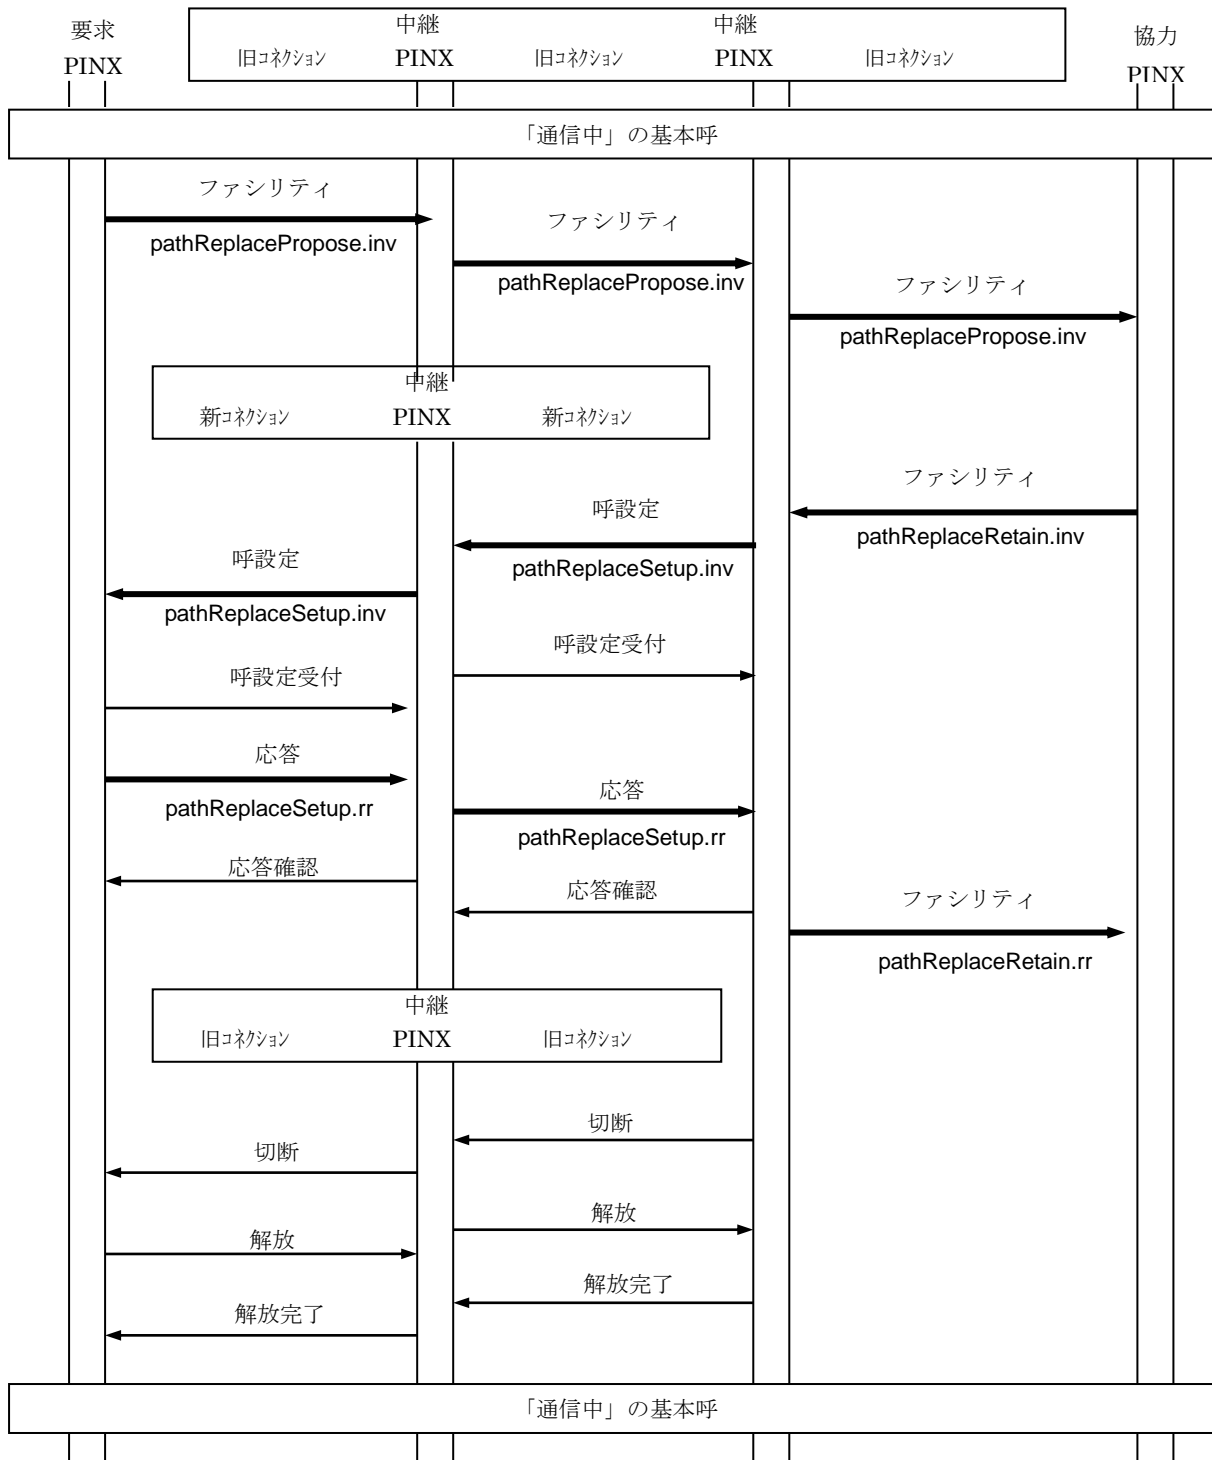 要求
PINX
中継
中継
旧ｺﾈｸｼｮﾝ
PINX
旧ｺﾈｸｼｮﾝ
PINX
旧ｺﾈｸｼｮﾝ
協力
PINX
「通信中」の基本呼
ファシリティ
pathReplacePropose.inv
ファシリティ
pathReplacePropose.inv
ファシリティ
pathReplacePropose.inv
中継
新ｺﾈｸｼｮﾝ
PINX
新ｺﾈｸｼｮﾝ
ファシリティ
pathReplaceRetain.inv
呼設定
pathReplaceSetup.inv
呼設定
pathReplaceSetup.inv
呼設定受付
呼設定受付
応答
pathReplaceSetup.rr
応答
pathReplaceSetup.rr
応答確認
応答確認
ファシリティ
pathReplaceRetain.rr
中継
旧ｺﾈｸｼｮﾝ
PINX
旧ｺﾈｸｼｮﾝ
切断
切断
解放
解放
解放完了
解放完了
「通信中」の基本呼